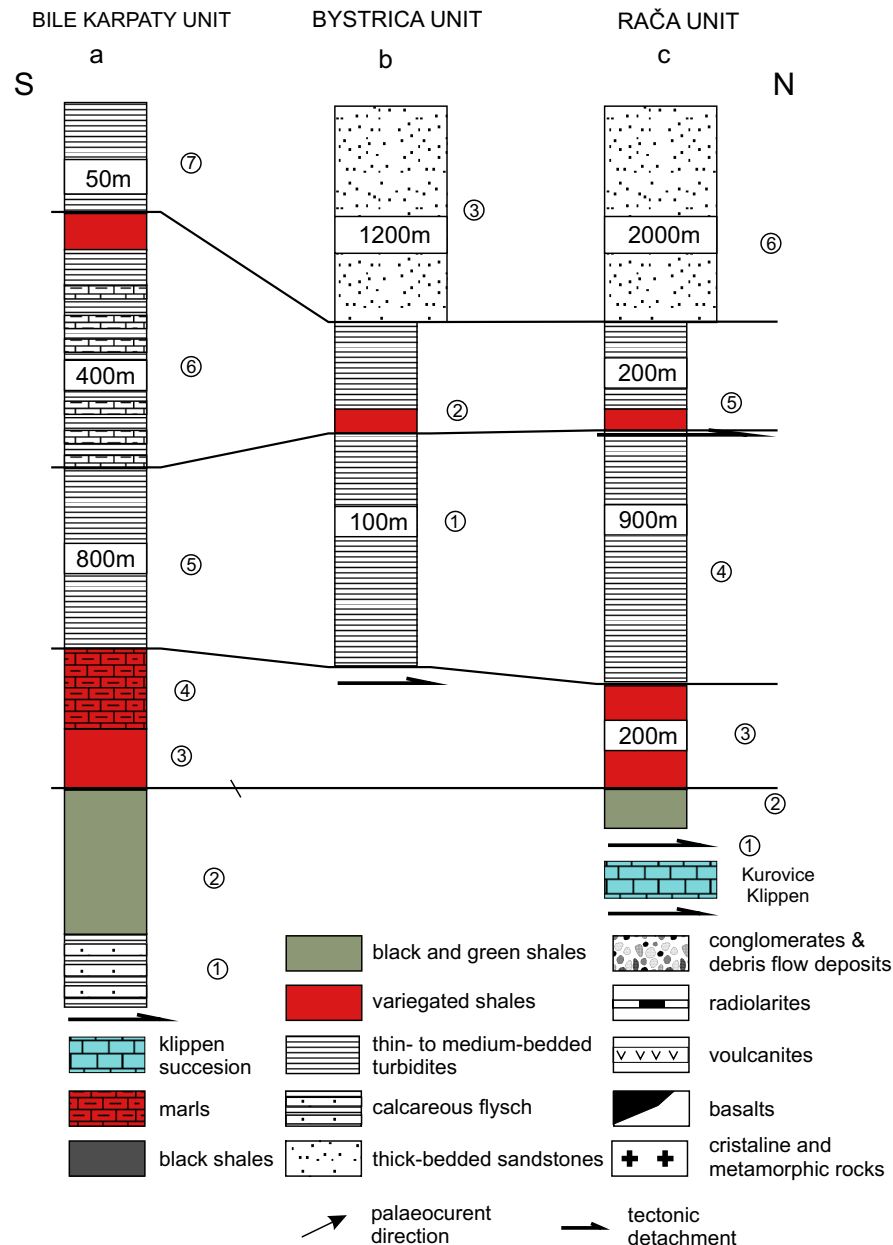 BILE KARPATY UNIT
BYSTRICA UNIT
RAČA UNIT
a
b
c
S
N
50m
⑦
400m
⑥
800m
⑤
④
③
②
①
1200m
③
②
100m
①
2000m
⑥
200m
⑤
900m
④
200m
③
②
①
Kurovice
Klippen
klippen
succesion
marls
black shales
black and green shales
variegated shales
thin- to medium-bedded
turbidites
calcareous flysch
thick-bedded sandstones
conglomerates &
debris flow deposits
radiolarites
voulcanites
basalts
cristaline and
metamorphic rocks
palaeocurent
direction
tectonic
detachment